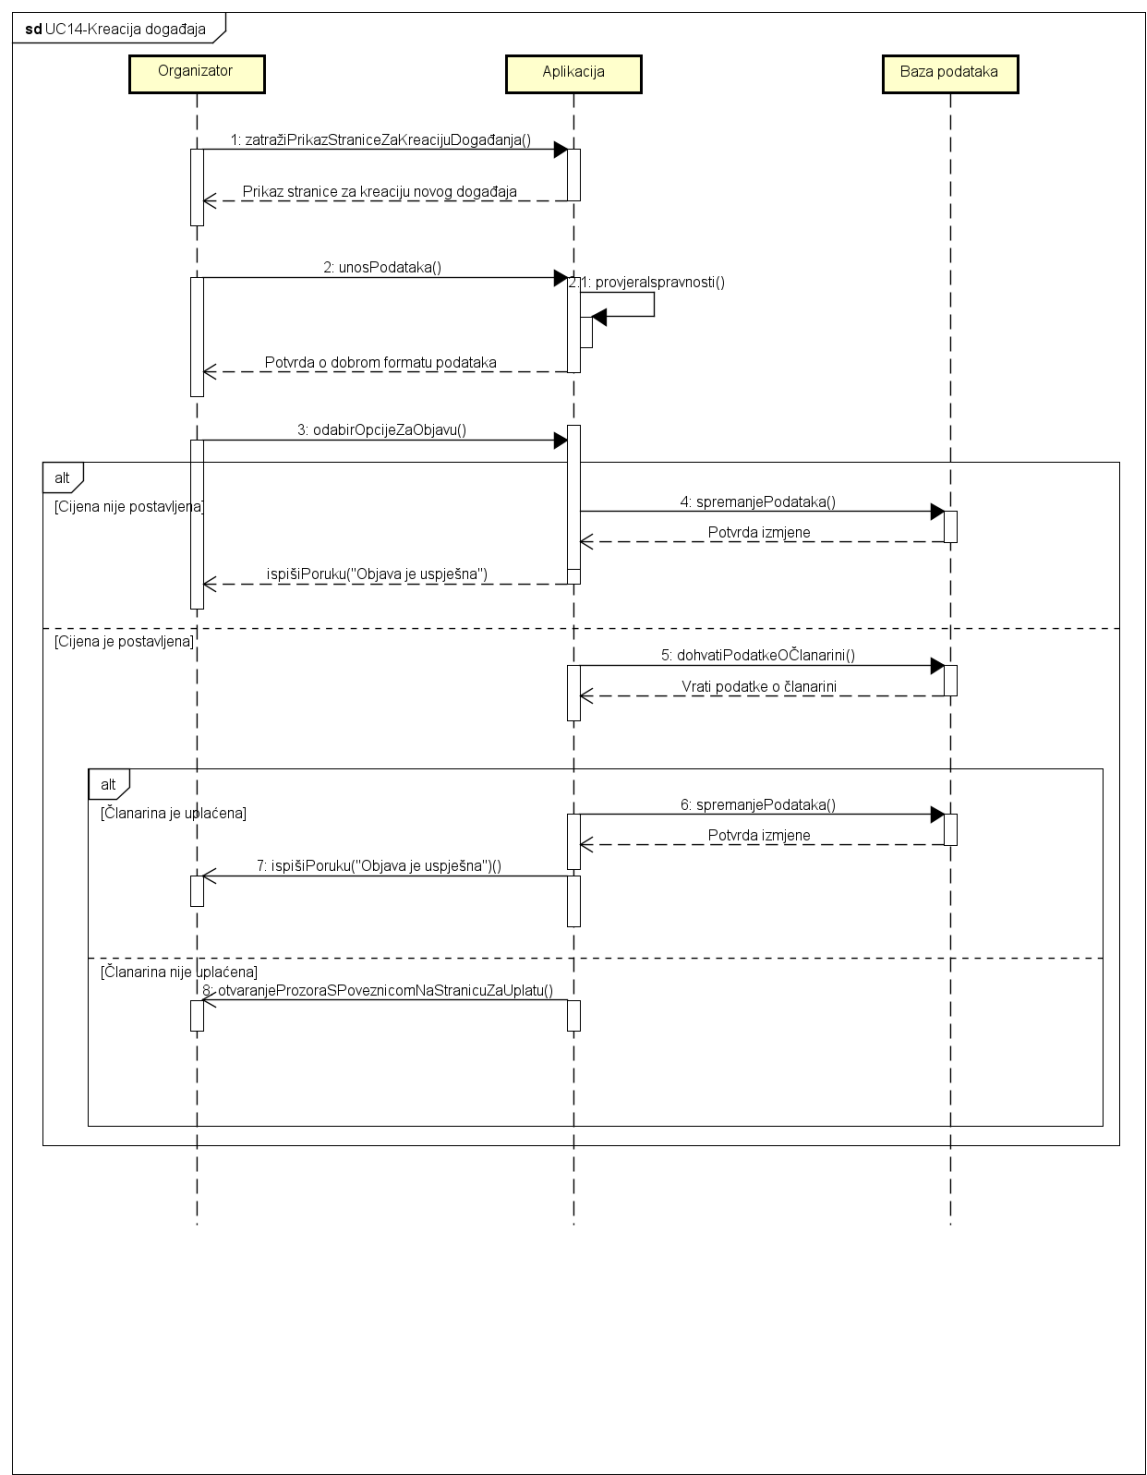 sd UC14-Kreacija događaja
Organizator
Aplikacija
Baza podataka
1: zatražiPrikazStraniceZaKreacijuDogađanja()
Prikaz stranice za kreaciju novog događaja
2: unosPodataka()
2.1: provjeraIspravnosti()
Potvrda o dobrom formatu podataka
3: odabirOpcijeZaObjavu()
alt
[Cijena nije postavljena]
4: spremanjePodataka()
Potvrda izmjene
ispišiPoruku("Objava je uspješna")
[Cijena je postavljena]
5: dohvatiPodatkeOČlanarini()
Vrati podatke o članarini
alt
[Članarina je uplaćena]
6: spremanjePodataka()
Potvrda izmjene
7: ispišiPoruku("Objava je uspješna")()
[Članarina nije uplaćena]
8: otvaranjeProzoraSPoveznicomNaStranicuZaUplatu()